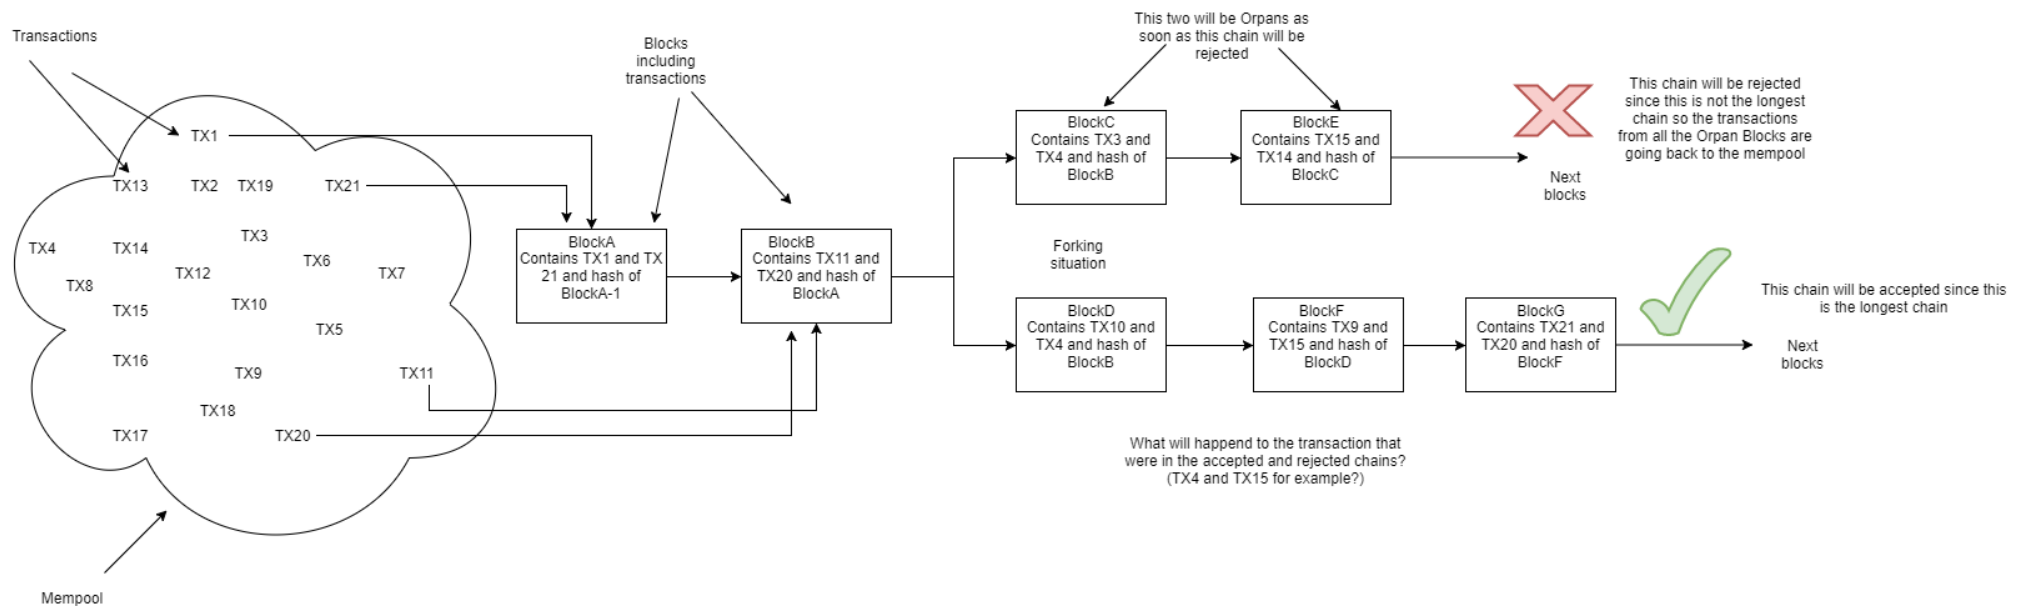 Transactions
TX1
TX13
TX2
TX19
TX21
TX3
TX4
TX14
TX6
TX12
TX7
TX8
TX15
TX10
TX5
TX16
TX9
TX11
TX18
TX17
TX20
Mempool
Blocks
including
transactions
BlockA
Contains TX1 and TX
21 and hash of
BlockA-1
BlockB
Contains TX11 and
TX20 and hash of
BlockA
This two will be Orpans as
soon as this chain will be
rejected
BlockC
Contains TX3 and
TX4 and hash of
BlockB
BlockE
Contains TX15 and
TX14 and hash of
BlockC
Next
blocks
This chain will be rejected
since this is not the longest
chain so the transactions
from all the Orpan Blocks are
going back to the mempool
Forking
situation
BlockD
Contains TX10 and
TX4 and hash of
BlockB
BlockF
Contains TX9 and
TX15 and hash of
BlockD
BlockG
Contains TX21 and
TX20 and hash of
BlockF
Next
blocks
This chain will be accepted since this
is the longest chain
What will happend to the transaction that
were in the accepted and rejected chains?
(TX4 and TX15 for example?)